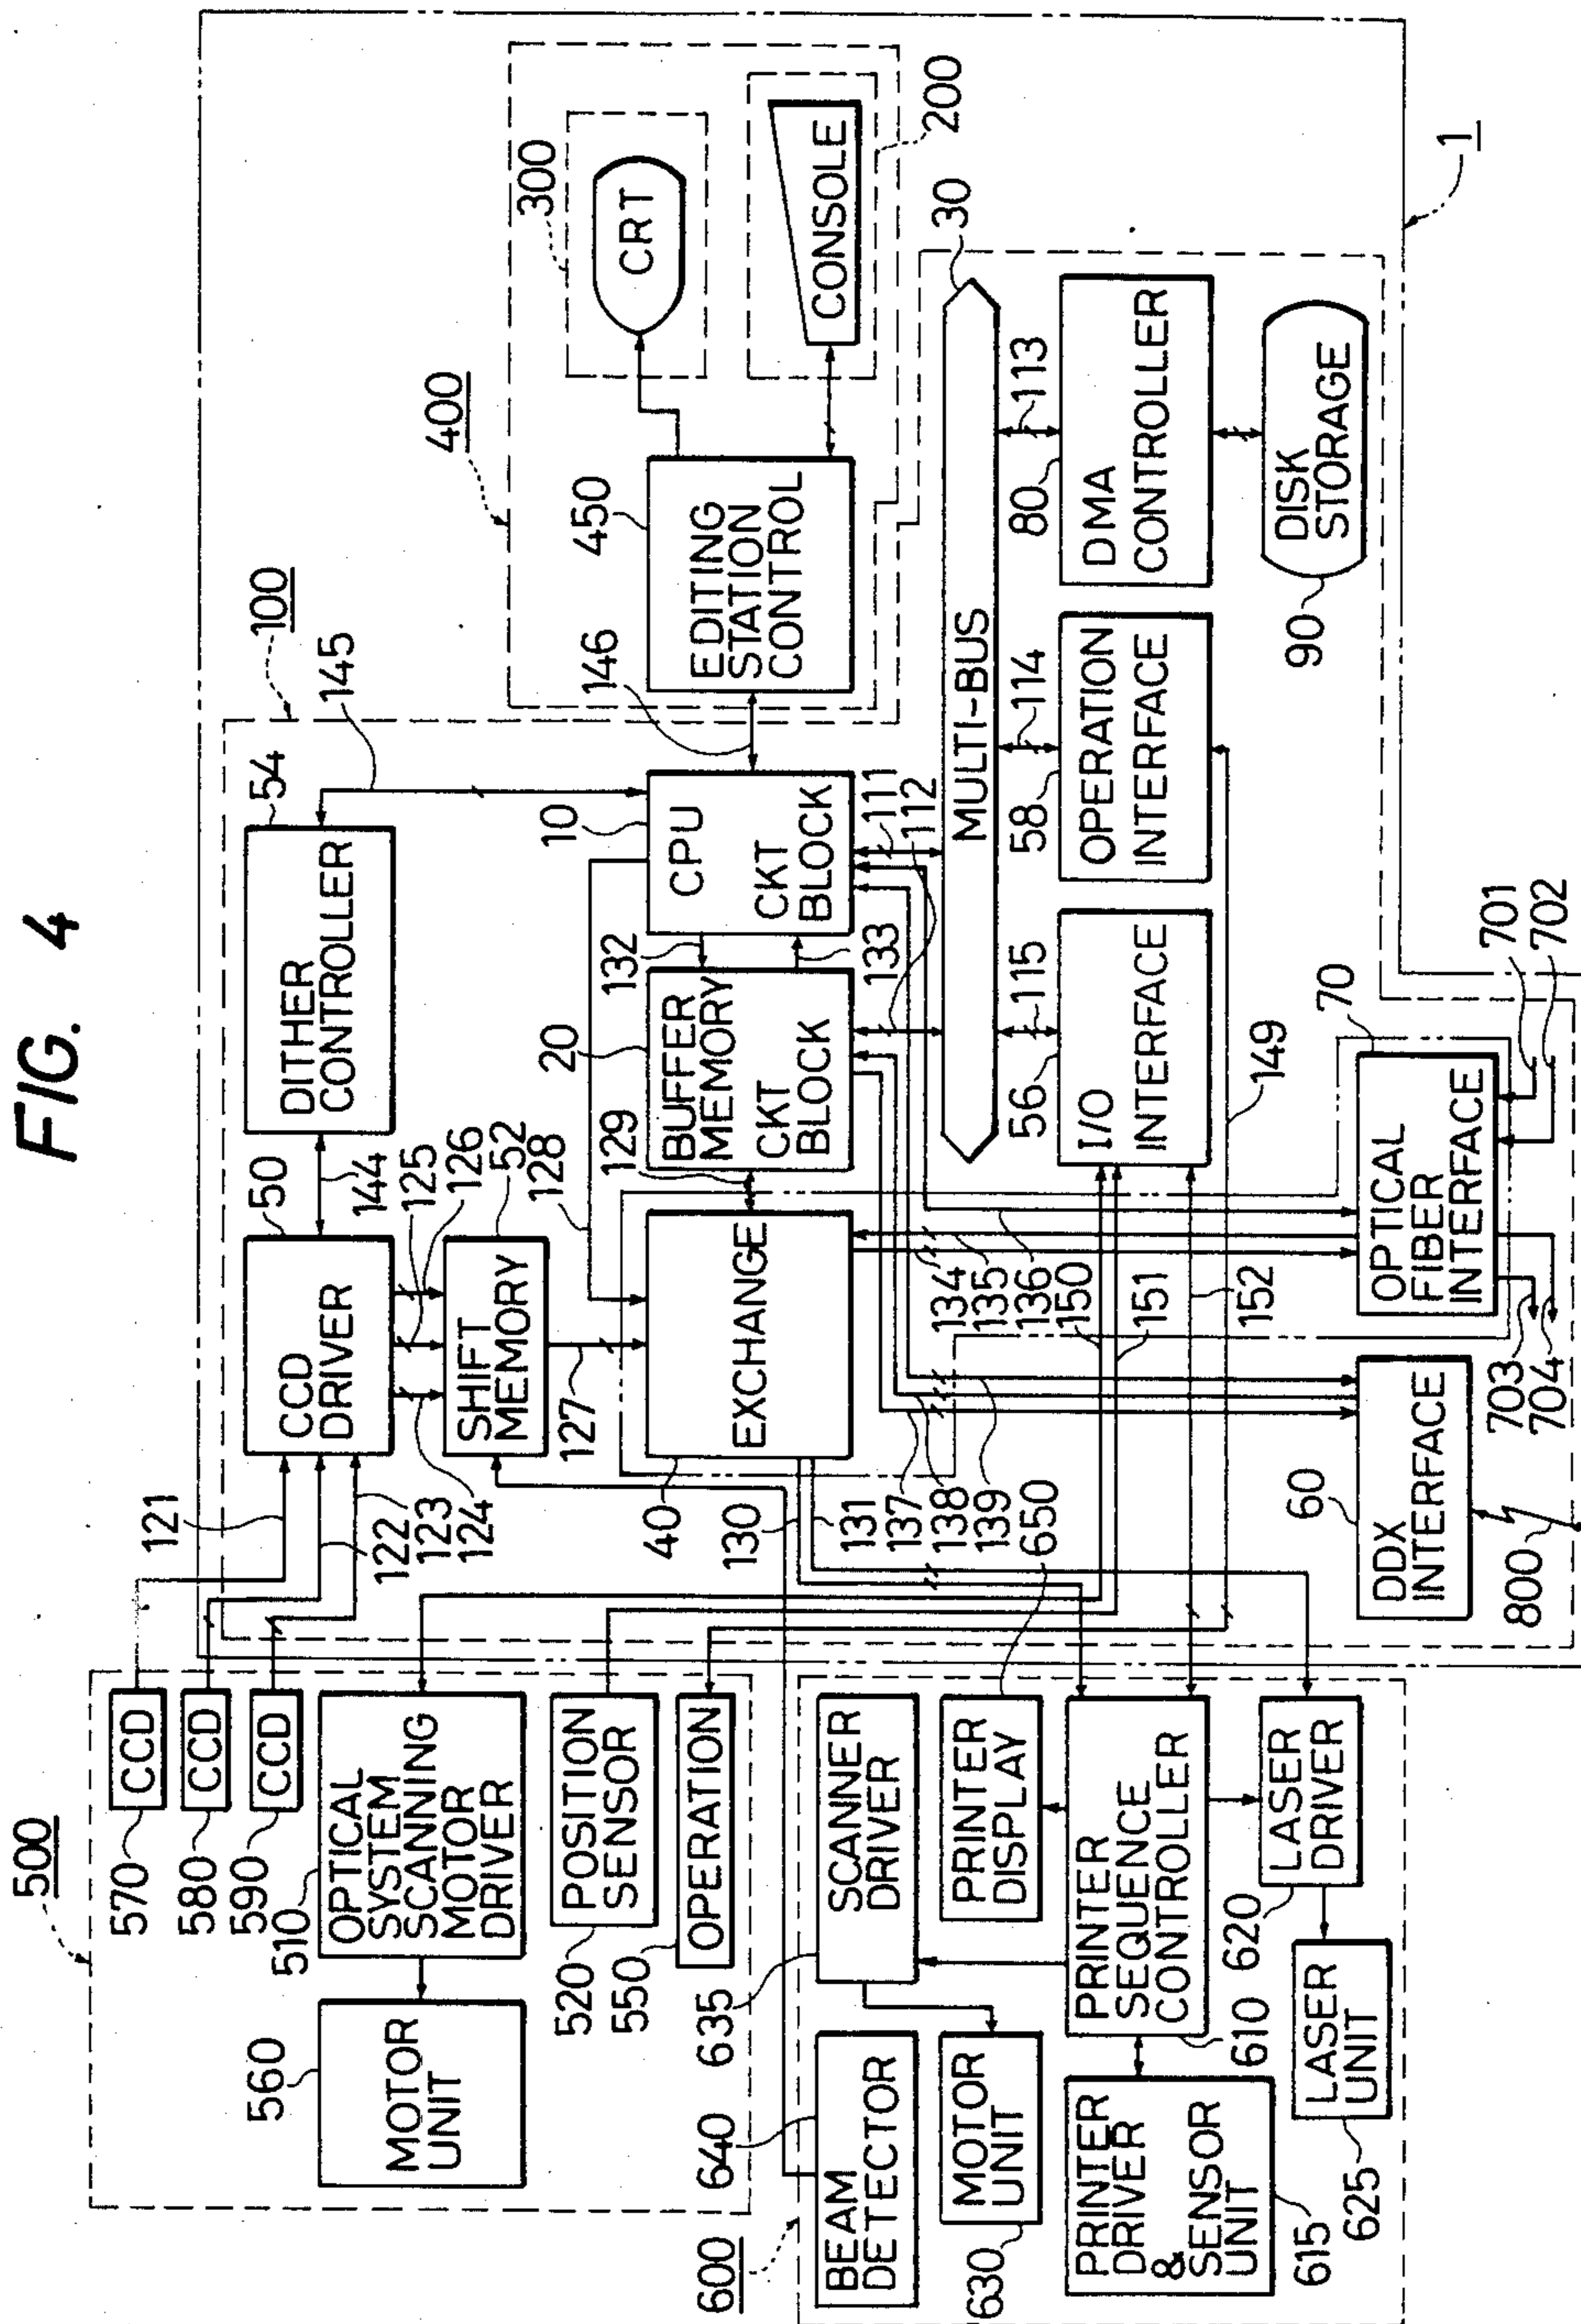 FIG. 4
500
570
CCD
580
CCD
590
CCD
510
OPTICAL
SYSTEM
SCANNING
MOTOR
DRIVER
560
MOTOR
UNIT
520
POSITION
SENSOR
550
OPERATION
600
640
BEAM
DETECTOR
635
SCANNER
DRIVER
630
MOTOR
UNIT
650
PRINTER
DISPLAY
610
PRINTER
SEQUENCE
CONTROLLER
615
PRINTER
DRIVER
& SENSOR
UNIT
620
LASER
DRIVER
625
LASER
UNIT
100
121
122
123
124
50
CCD
DRIVER
144
125
126
54
DITHER
CONTROLLER
145
52
SHIFT
MEMORY
127
128
40
EXCHANGE
129
130
131
137
138
139
20
BUFFER
MEMORY
CKT
BLOCK
132
133
10
CPU
CKT
BLOCK
111
112
146
400
450
EDITING
STATION
CONTROL
300
CRT
200
CONSOLE
30
MULTI-BUS
115
114
113
56
I/O
INTERFACE
58
OPERATION
INTERFACE
80
DMA
CONTROLLER
90
DISK
STORAGE
134
135
136
150
151
152
149
60
DDX
INTERFACE
800
70
OPTICAL
FIBER
INTERFACE
701
702
703
704
1